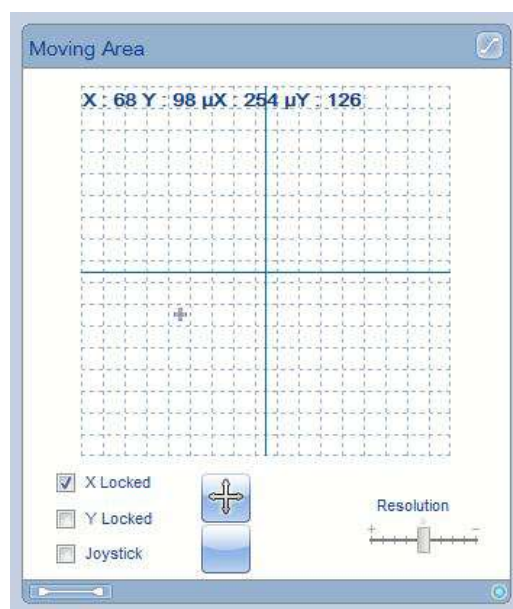 Moving Area
X : 68 Y : 98 µX : 254 µY : 126
X Locked
Y Locked
Joystick
Resolution
+ -